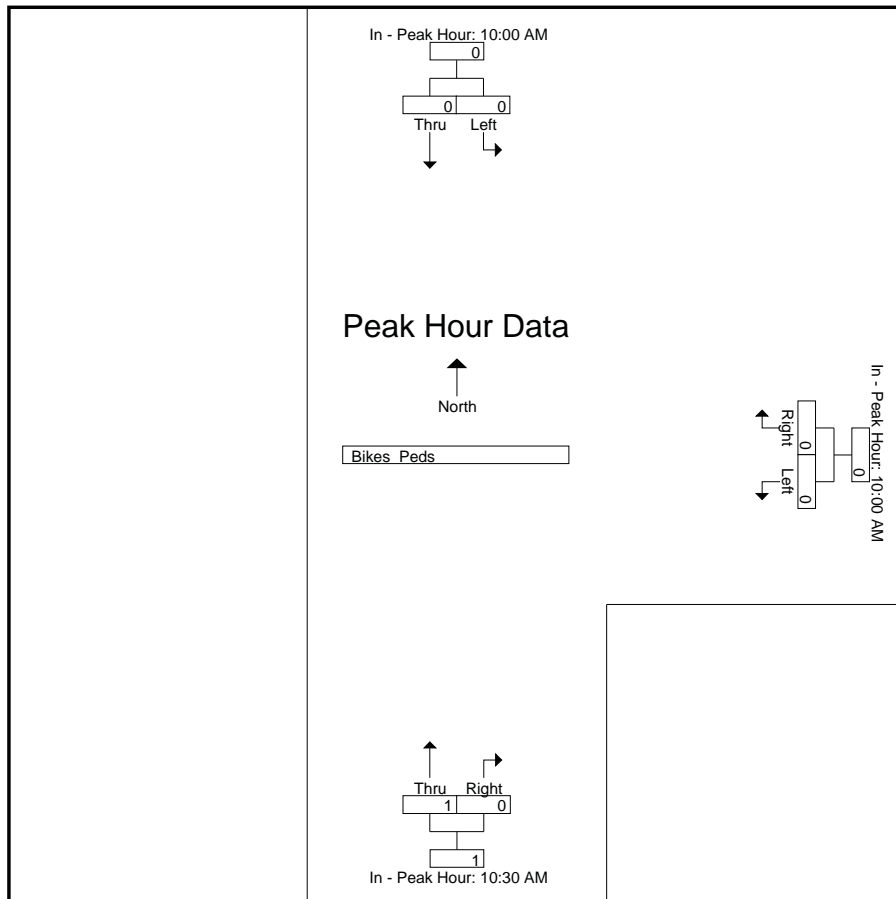 In - Peak Hour: 10:00 AM
0
0 0
Thru Left
Peak Hour Data
North
Bikes Peds
Right
0
Left
0
0
In - Peak Hour: 10:00 AM
Thru Right
1 0
1
In - Peak Hour: 10:30 AM